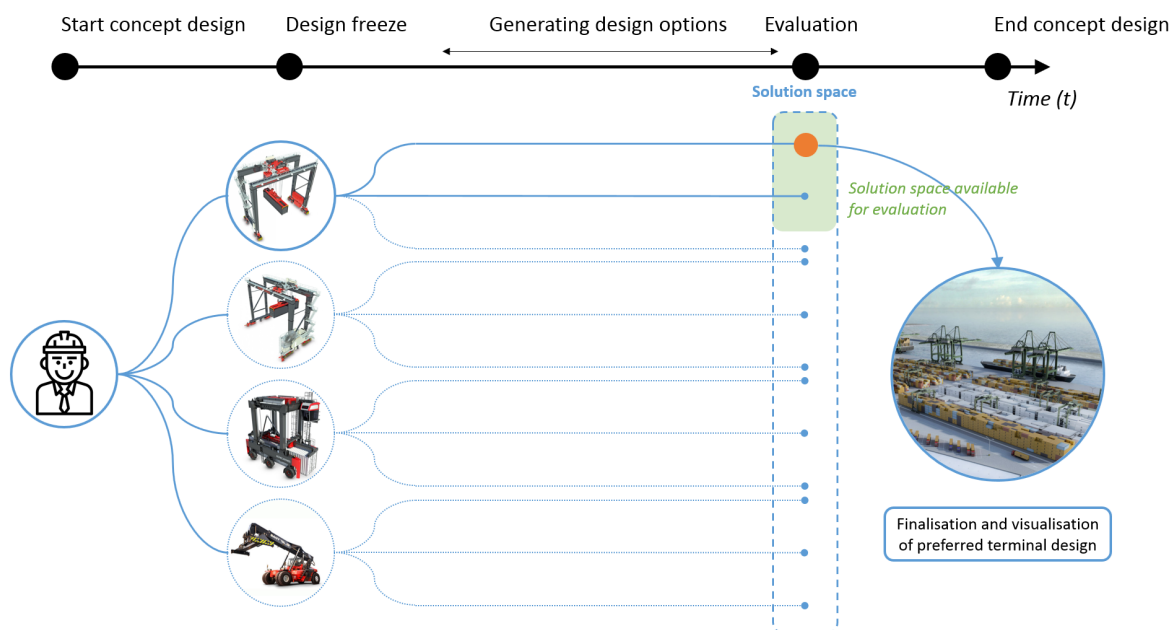 Start concept design
Design freeze
Generating design options
Evaluation
End concept design
Time (t)
Solution space
Solution space available
for evaluation
Finalisation and visualisation
of preferred terminal design